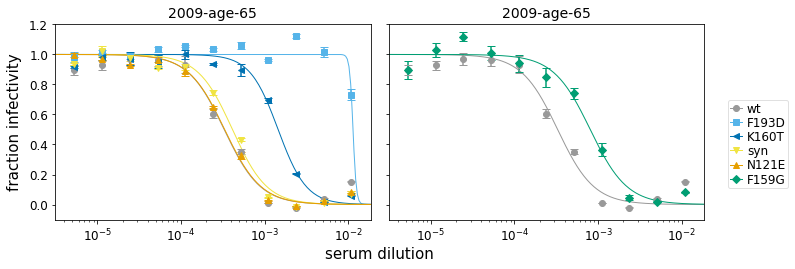 2009-age-65 2009-age-65
fraction infectivity
1.2
1.0
0.8
0.6
0.4
0.2
0.0
10⁻⁵ 10⁻⁴ 10⁻³ 10⁻² 10⁻⁵ 10⁻⁴ 10⁻³ 10⁻²
serum dilution
wt
F193D
K160T
syn
N121E
F159G